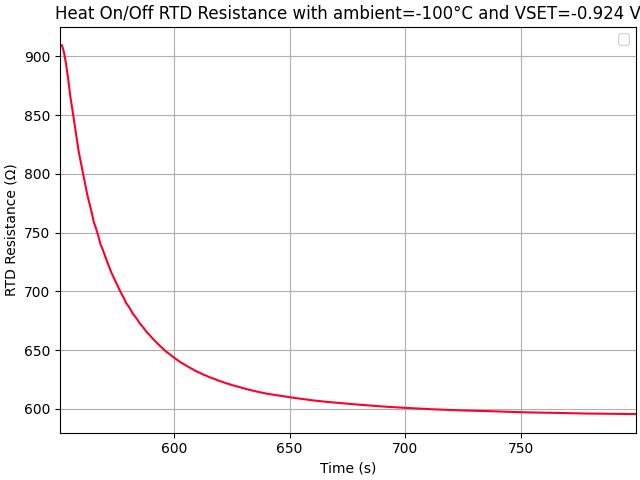 Heat On/Off RTD Resistance with ambient=-100°C and VSET=-0.924 V
900
850
800
750
700
650
600
RTD Resistance (Ω)
600 650 700 750
Time (s)